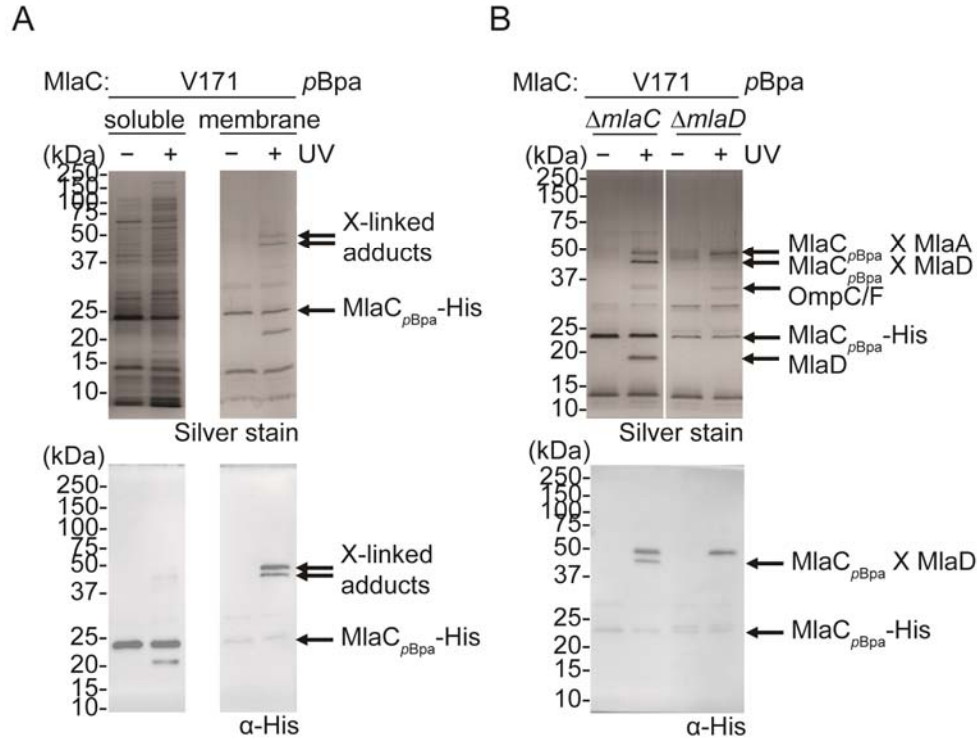 A
MlaC: V171 pBpa
soluble membrane
(kDa) – + – + UV
250-
150-
100-
75-
50-
37-
25-
20-
15-
10-
X-linked
adducts
MlaCpBpa-His
Silver stain
(kDa)
250-
150-
100-
75-
50-
37-
25-
20-
15-
10-
X-linked
adducts
MlaCpBpa-His
α-His
B
MlaC: V171 pBpa
ΔmlaC ΔmlaD
(kDa) – + – + UV
250-
150-
100-
75-
50-
37-
25-
20-
15-
10-
MlaCpBpa X MlaA
MlaCpBpa X MlaD
OmpC/F
MlaCpBpa-His
MlaD
Silver stain
(kDa)
250-
150-
100-
75-
50-
37-
25-
20-
15-
10-
MlaCpBpa X MlaD
MlaCpBpa-His
α-His